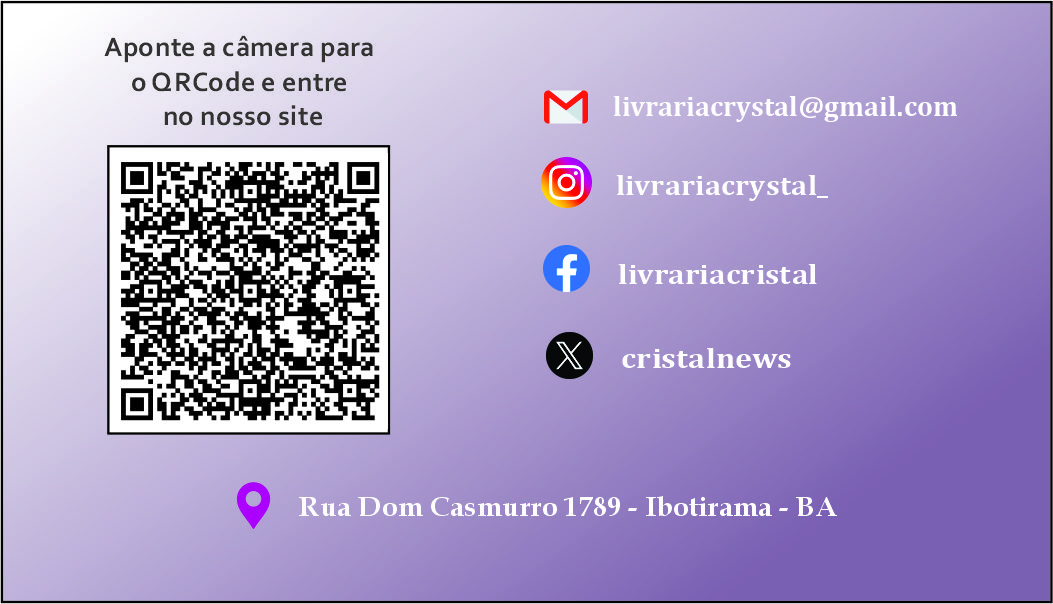 Aponte a câmera para
o QRCode e entre
no nosso site
livrariacrystal@gmail.com
livrariacrystal_
livrariacristal
cristalnews
Rua Dom Casmurro 1789 - Ibotirama - BA